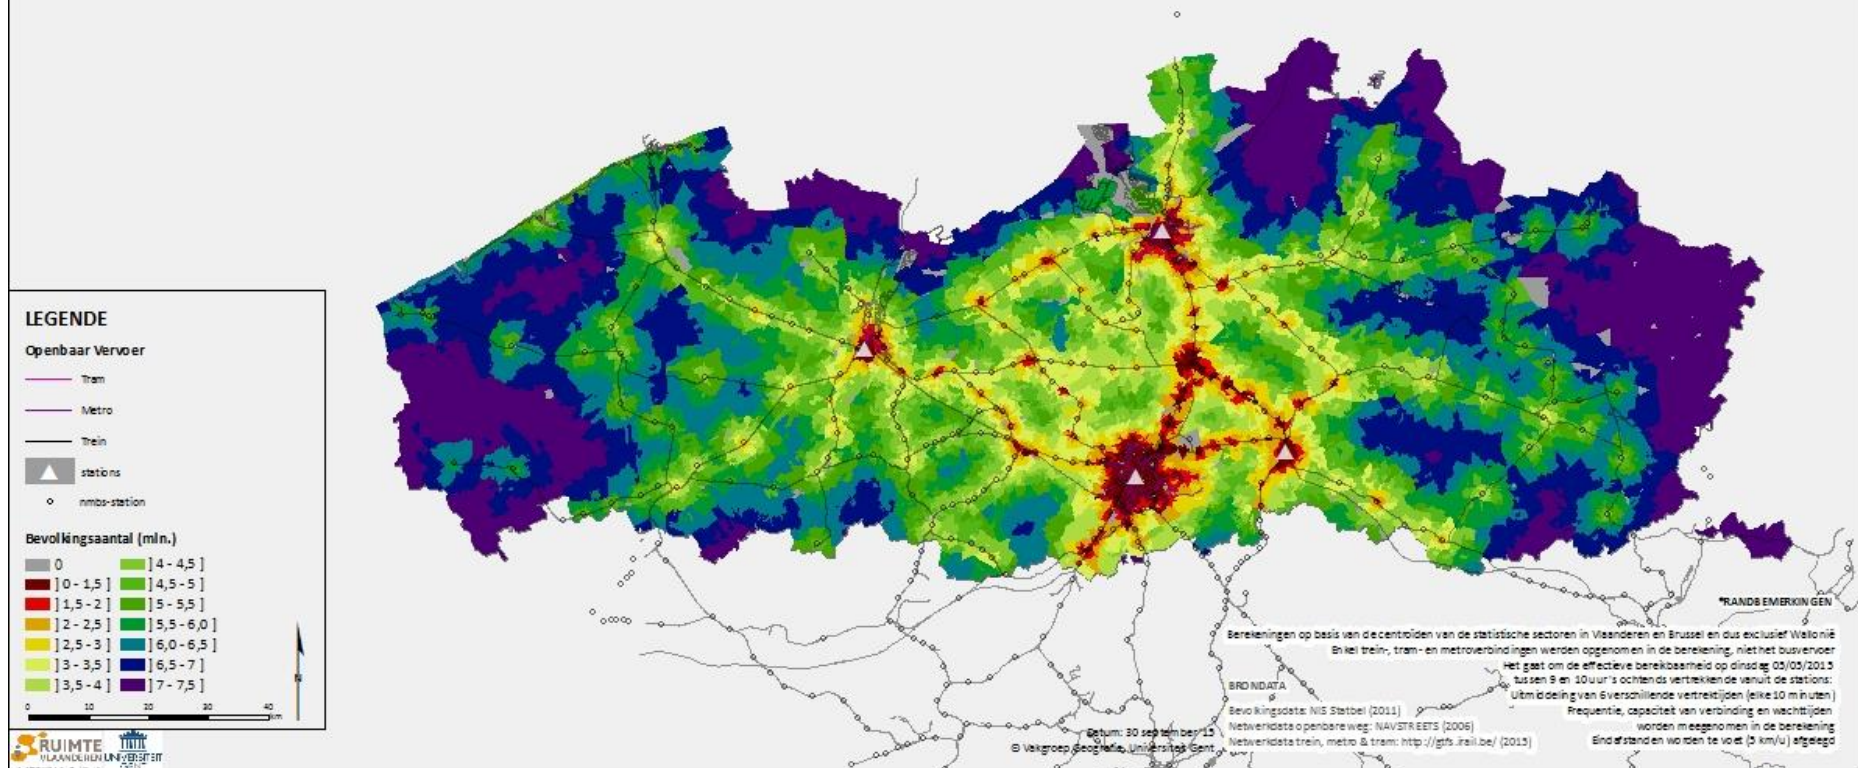 LEGENDE
Openbaar Vervoer
Tram
Metro
Trein
stations
nmbs-station
Bevolkingsaantal (mln.)
0
]0 - 1,5 ]
]1,5 - 2 ]
]2 - 2,5 ]
]2,5 - 3 ]
]3 - 3,5 ]
]3,5 - 4 ]
]4 - 4,5 ]
]4,5 - 5 ]
]5 - 5,5 ]
]5,5 - 6,0 ]
]6,0 - 6,5 ]
]6,5 - 7 ]
]7 - 7,5 ]
0 10 20 30 40
km
N
RUIMTE
VLAANDEREN
UNIVERSITEIT
*RANDBEMERKINGEN
Berekeningen op basis van de centroïden van de statistische sectoren in Vlaanderen en Brussel en dus exclusief Wallonië
Enkel trein-, tram- en metroverbindingen werden opgenomen in de berekening, niet het busvervoer
Het gaat om de effectieve bereikbaarheid op dinsdag 05/03/2013
tussen 9 en 10 uur 's ochtends vertrekkende vanuit de stations:
Uitmiddeling van 6 verschillende vertrektijden (elke 10 minuten)
Frequentie, capaciteit van verbinding en wachttijden
worden meegenomen in de berekening
Eindafstanden worden te voet (5 km/u) afgelegd
BRONDATA
Bevolkingsdata: NIS Statbel (2011)
Netwerkdata openbare weg: NAVSTREETS (2006)
Netwerkdata trein, metro & tram: http://gtfs.irail.be/ (2013)
Datum: 30 september '13
© Vakgroep Geografie, Universiteit Gent